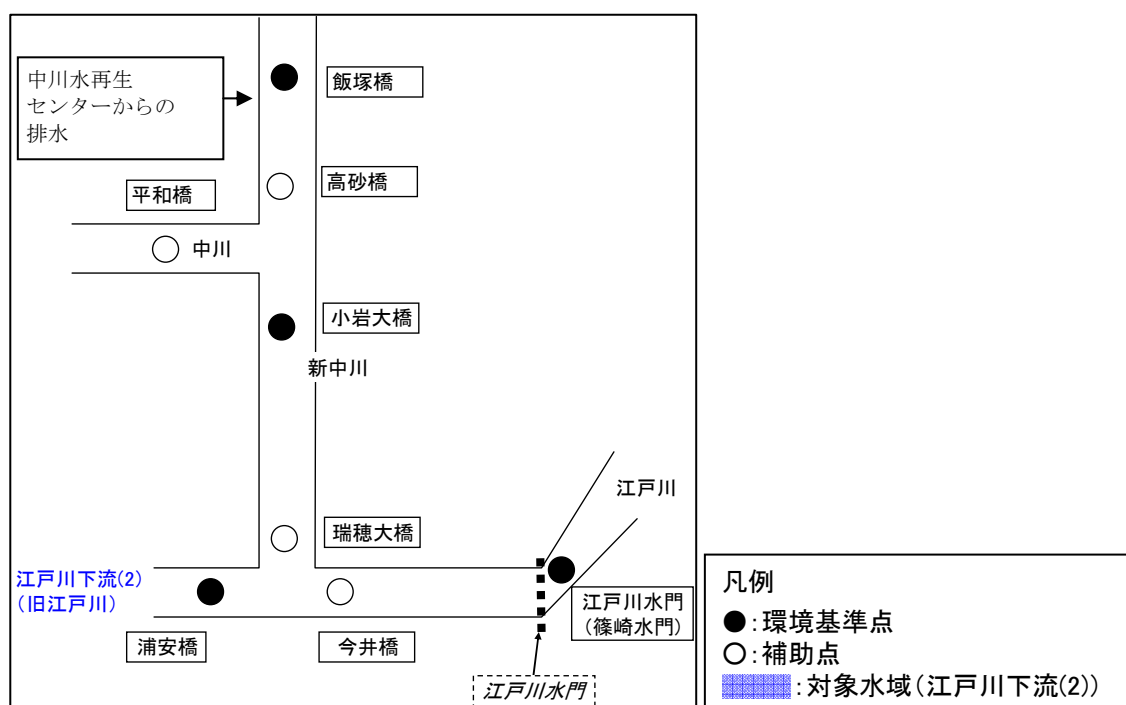 中川水再生
センターからの
排水
飯塚橋
高砂橋
平和橋
中川
小岩大橋
新中川
江戸川
瑞穂大橋
江戸川下流(2)
(旧江戸川)
江戸川水門
(篠崎水門)
浦安橋
今井橋
江戸川水門
凡例
●:環境基準点
○:補助点
:対象水域(江戸川下流(2))